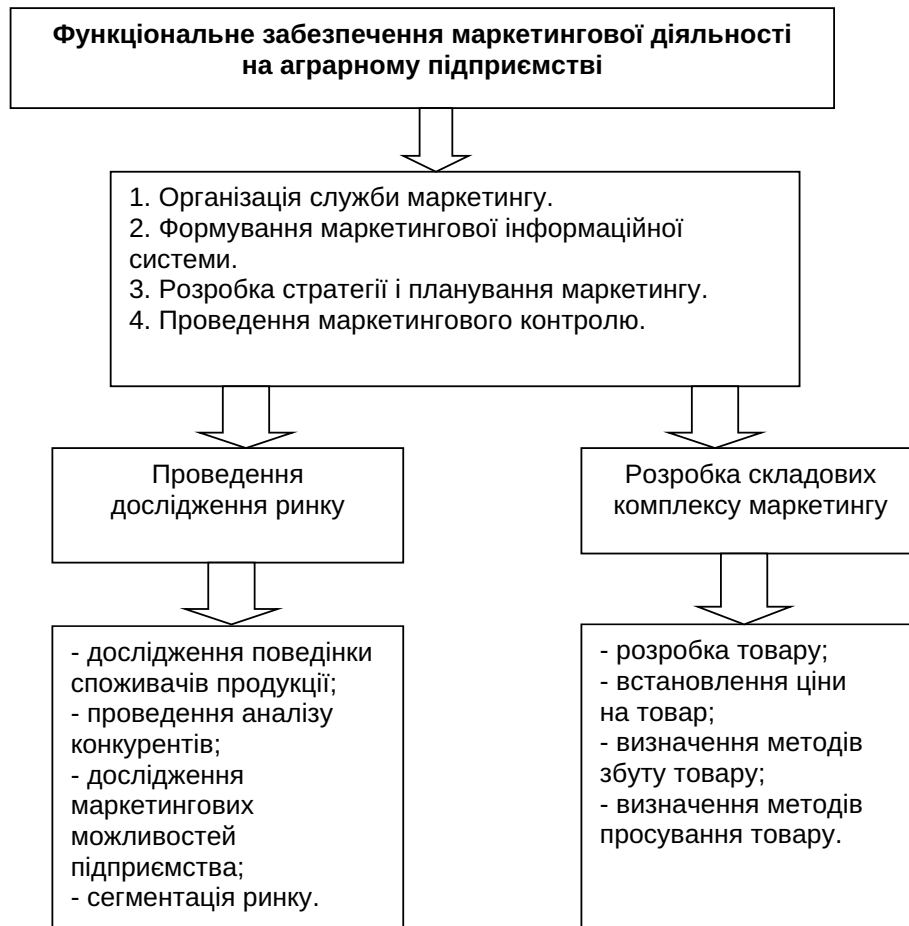 Функціональне забезпечення маркетингової діяльності
на аграрному підприємстві
1. Організація служби маркетингу.
2. Формування маркетингової інформаційної
системи.
3. Розробка стратегії і планування маркетингу.
4. Проведення маркетингового контролю.
Проведення
дослідження ринку
Розробка складових
комплексу маркетингу
- дослідження поведінки
споживачів продукції;
- проведення аналізу
конкурентів;
- дослідження
маркетингових
можливостей
підприємства;
- сегментація ринку.
- розробка товару;
- встановлення ціни
на товар;
- визначення методів
збуту товару;
- визначення методів
просування товару.